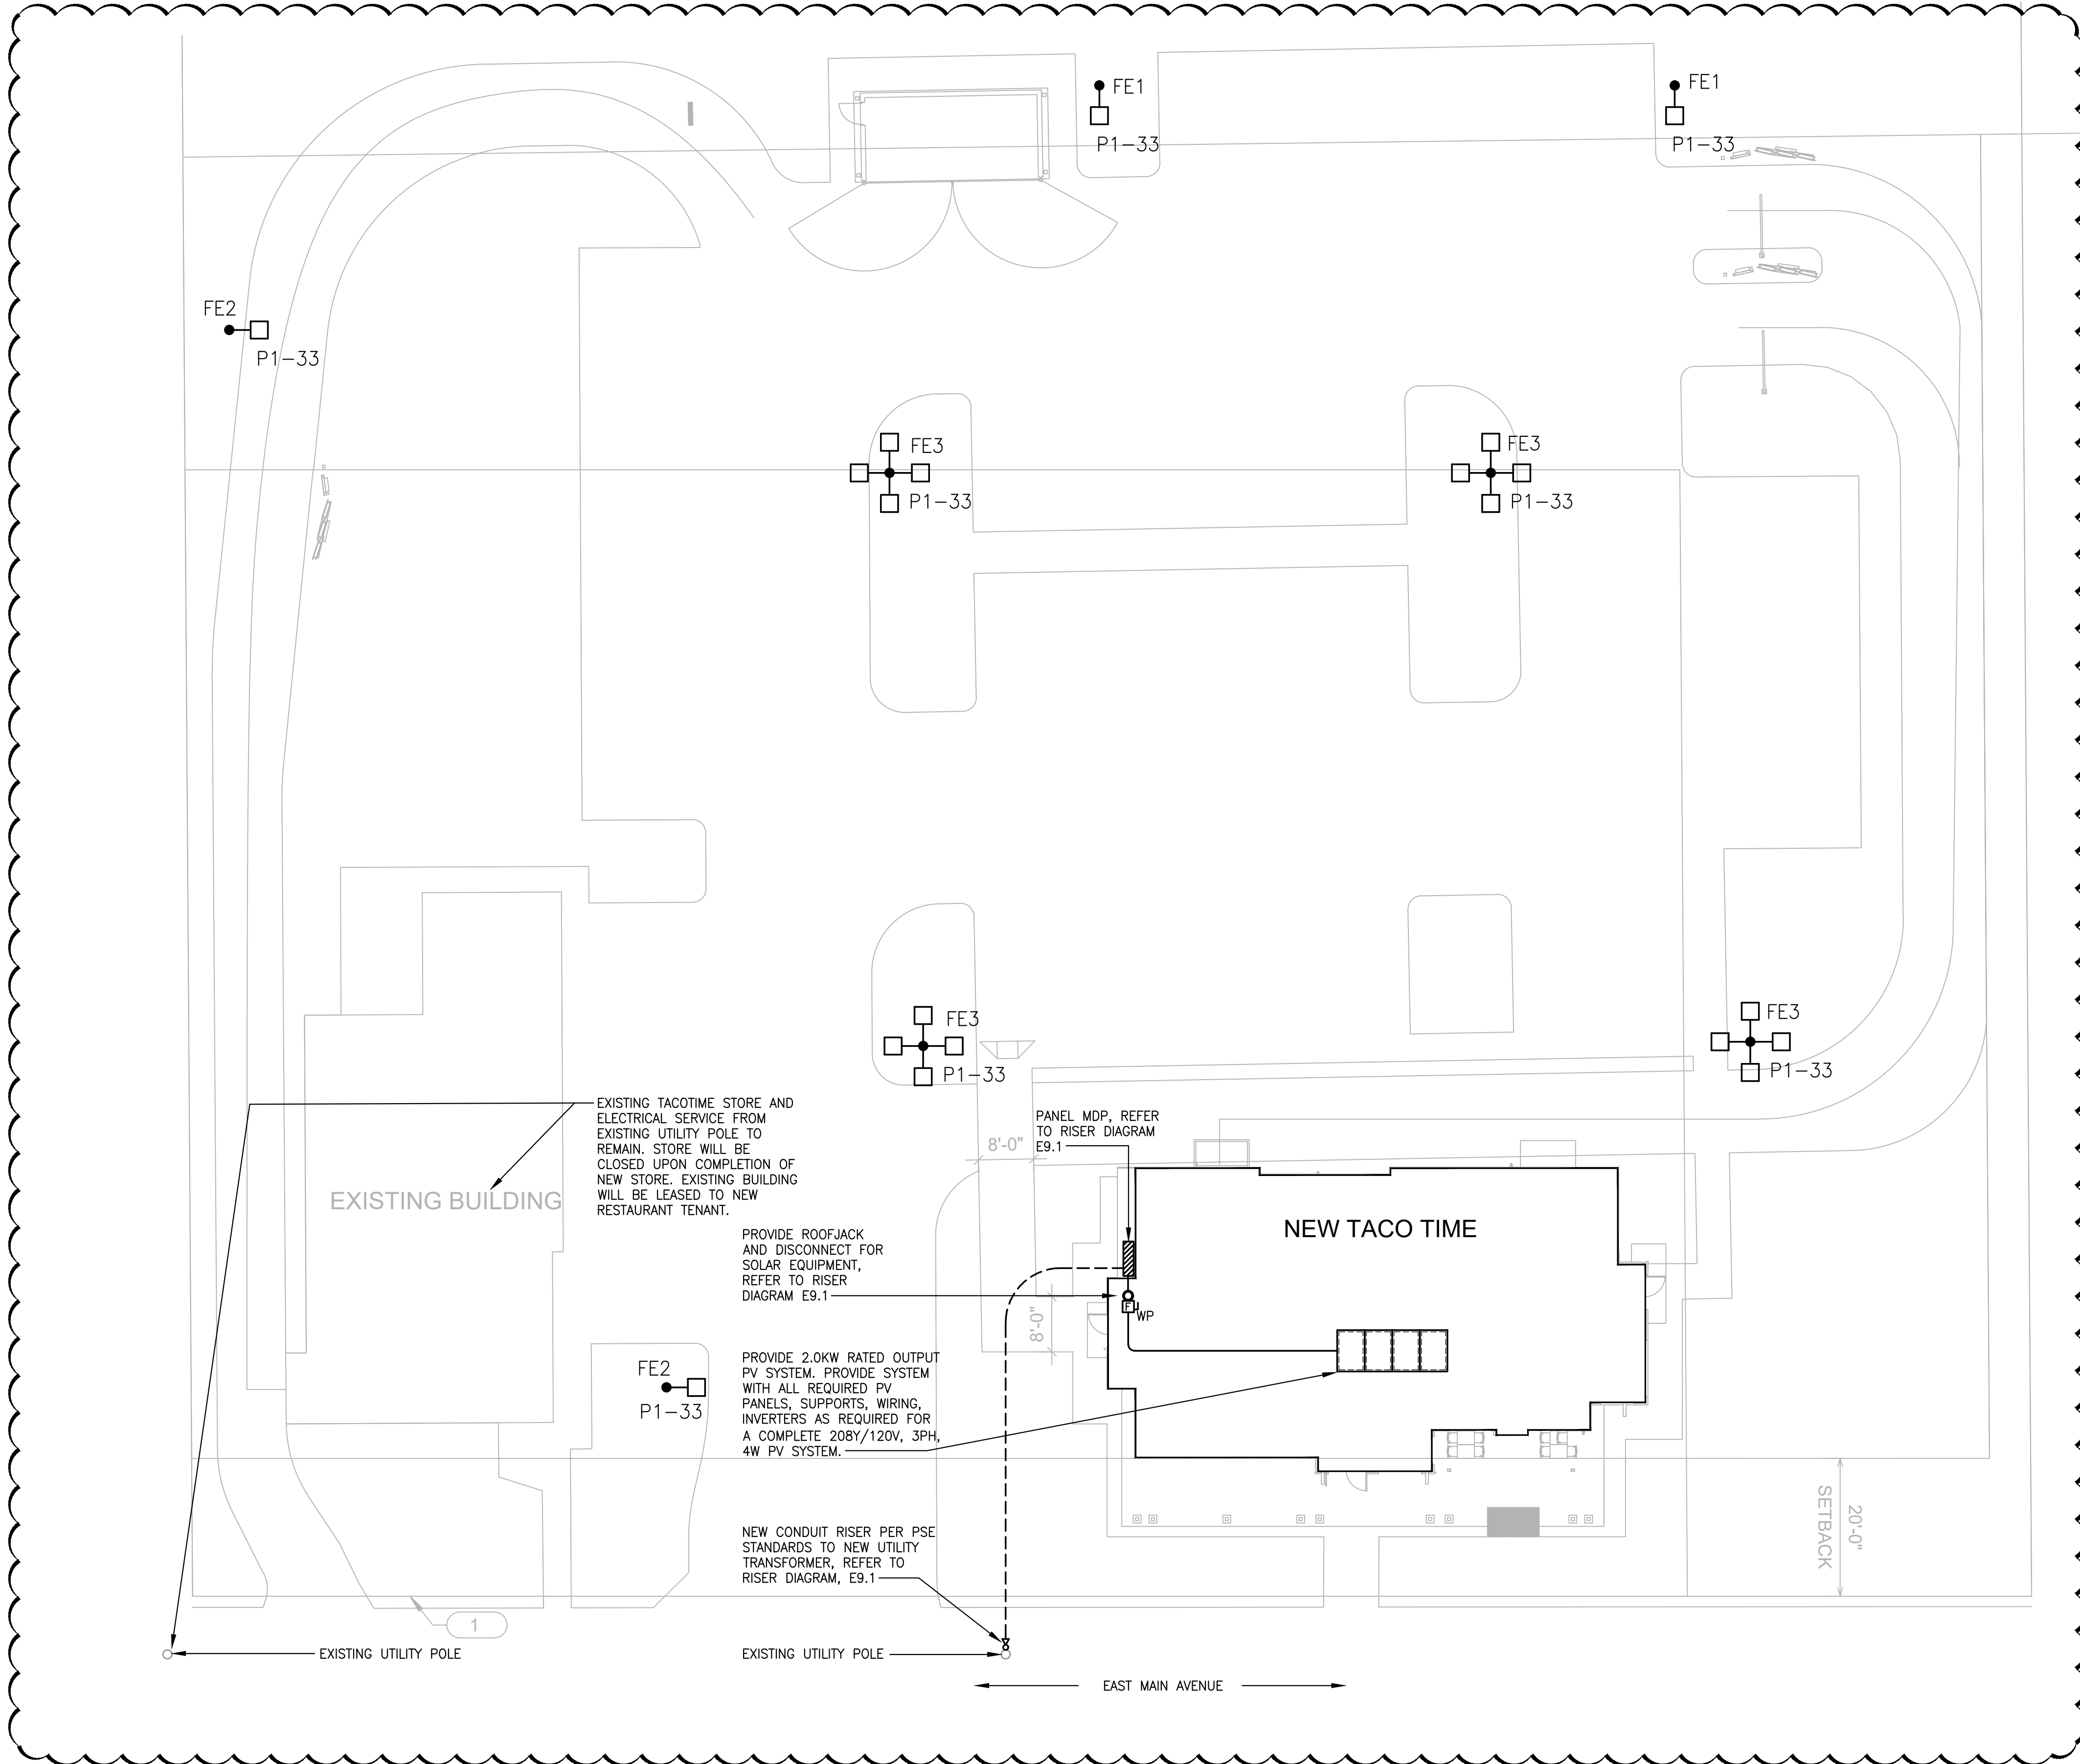 FE1
P1-33
FE1
P1-33
FE2
P1-33
FE3
P1-33
FE3
P1-33
FE3
P1-33
FE3
P1-33
EXISTING TACOTIME STORE AND
ELECTRICAL SERVICE FROM
EXISTING UTILITY POLE TO
REMAIN. STORE WILL BE
CLOSED UPON COMPLETION OF
NEW STORE. EXISTING BUILDING
WILL BE LEASED TO NEW
RESTAURANT TENANT.
EXISTING BUILDING
PANEL MDP, REFER
TO RISER DIAGRAM
E9.1
8'-0"
NEW TACO TIME
PROVIDE ROOFJACK
AND DISCONNECT FOR
SOLAR EQUIPMENT,
REFER TO RISER
DIAGRAM E9.1
F
WP
8'-0"
PROVIDE 2.0KW RATED OUTPUT
PV SYSTEM. PROVIDE SYSTEM
WITH ALL REQUIRED PV
PANELS, SUPPORTS, WIRING,
INVERTERS AS REQUIRED FOR
A COMPLETE 208Y/120V, 3PH,
4W PV SYSTEM.
FE2
P1-33
20'-0"
SETBACK
NEW CONDUIT RISER PER PSE
STANDARDS TO NEW UTILITY
TRANSFORMER, REFER TO
RISER DIAGRAM, E9.1
1
EXISTING UTILITY POLE
EXISTING UTILITY POLE
EAST MAIN AVENUE